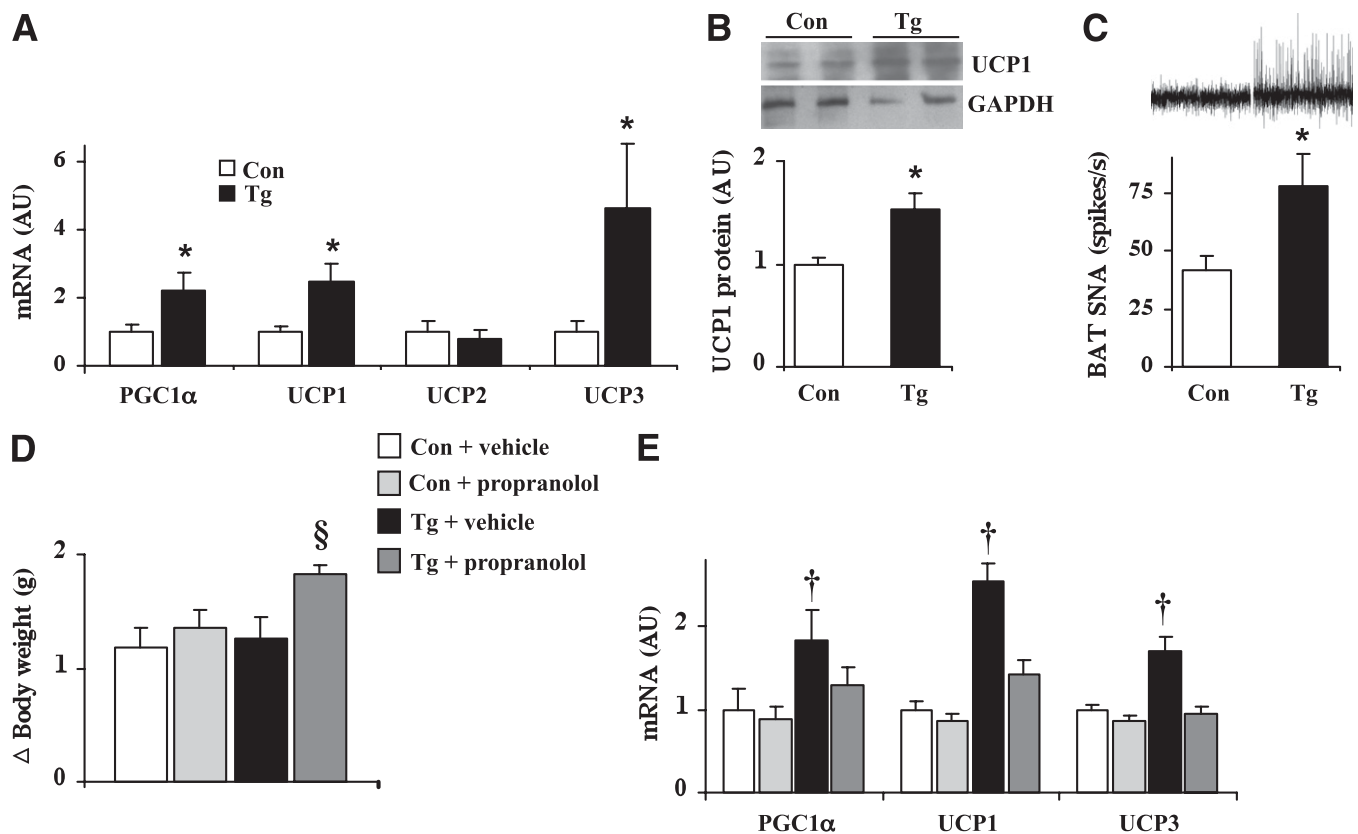 A
mRNA (AU)
6
4
2
0
Con
Tg
*
*
*
PGC1α
UCP1
UCP2
UCP3
B
Con
Tg
UCP1
GAPDH
UCP1 protein (AU)
2
1
0
*
Con
Tg
C
BAT SNA (spikes/s)
75
50
25
0
*
Con
Tg
D
Con + vehicle
Con + propranolol
Tg + vehicle
Tg + propranolol
Δ Body weight (g)
2
1
0
§
E
mRNA (AU)
2
1
0
†
†
†
PGC1α
UCP1
UCP3